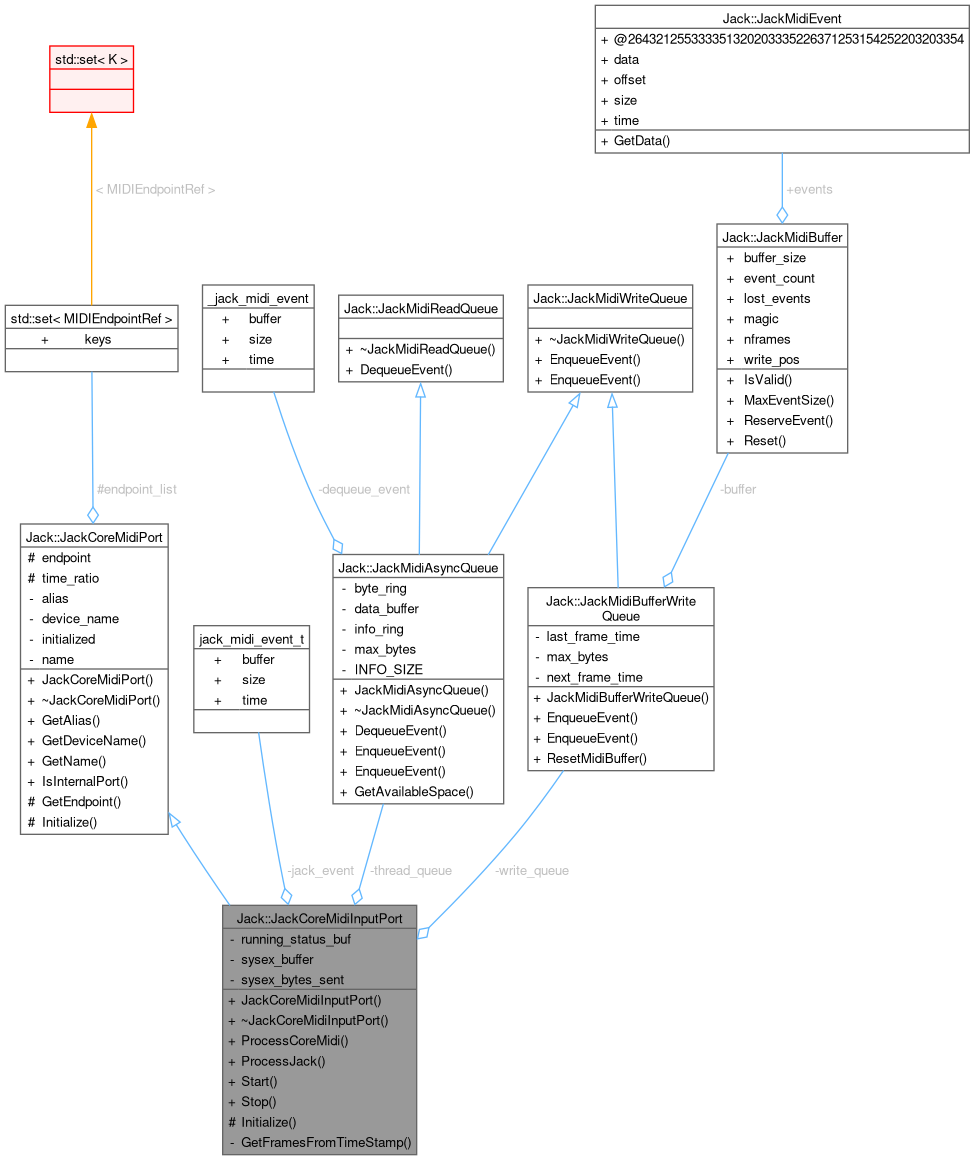 Jack::JackMidiEvent
+ @264321255333351320203335226371253154252203203354
+ data
+ offset
+ size
+ time
+ GetData()
std::set< K >
< MIDIEndpointRef >
+events
Jack::JackMidiBuffer
+ buffer_size
+ event_count
+ lost_events
+ magic
+ nframes
+ write_pos
+ IsValid()
+ MaxEventSize()
+ ReserveEvent()
+ Reset()
_jack_midi_event
+ buffer
+ size
+ time
Jack::JackMidiReadQueue
+ ~JackMidiReadQueue()
+ DequeueEvent()
Jack::JackMidiWriteQueue
+ ~JackMidiWriteQueue()
+ EnqueueEvent()
+ EnqueueEvent()
std::set< MIDIEndpointRef >
+ keys
#endpoint_list
-dequeue_event
-buffer
Jack::JackCoreMidiPort
# endpoint
# time_ratio
- alias
- device_name
- initialized
- name
+ JackCoreMidiPort()
+ ~JackCoreMidiPort()
+ GetAlias()
+ GetDeviceName()
+ GetName()
+ IsInternalPort()
# GetEndpoint()
# Initialize()
jack_midi_event_t
+ buffer
+ size
+ time
Jack::JackMidiAsyncQueue
- byte_ring
- data_buffer
- info_ring
- max_bytes
- INFO_SIZE
+ JackMidiAsyncQueue()
+ ~JackMidiAsyncQueue()
+ DequeueEvent()
+ EnqueueEvent()
+ EnqueueEvent()
+ GetAvailableSpace()
Jack::JackMidiBufferWrite
Queue
- last_frame_time
- max_bytes
- next_frame_time
+ JackMidiBufferWriteQueue()
+ EnqueueEvent()
+ EnqueueEvent()
+ ResetMidiBuffer()
-jack_event
-thread_queue
-write_queue
Jack::JackCoreMidiInputPort
- running_status_buf
- sysex_buffer
- sysex_bytes_sent
+ JackCoreMidiInputPort()
+ ~JackCoreMidiInputPort()
+ ProcessCoreMidi()
+ ProcessJack()
+ Start()
+ Stop()
# Initialize()
- GetFramesFromTimeStamp()